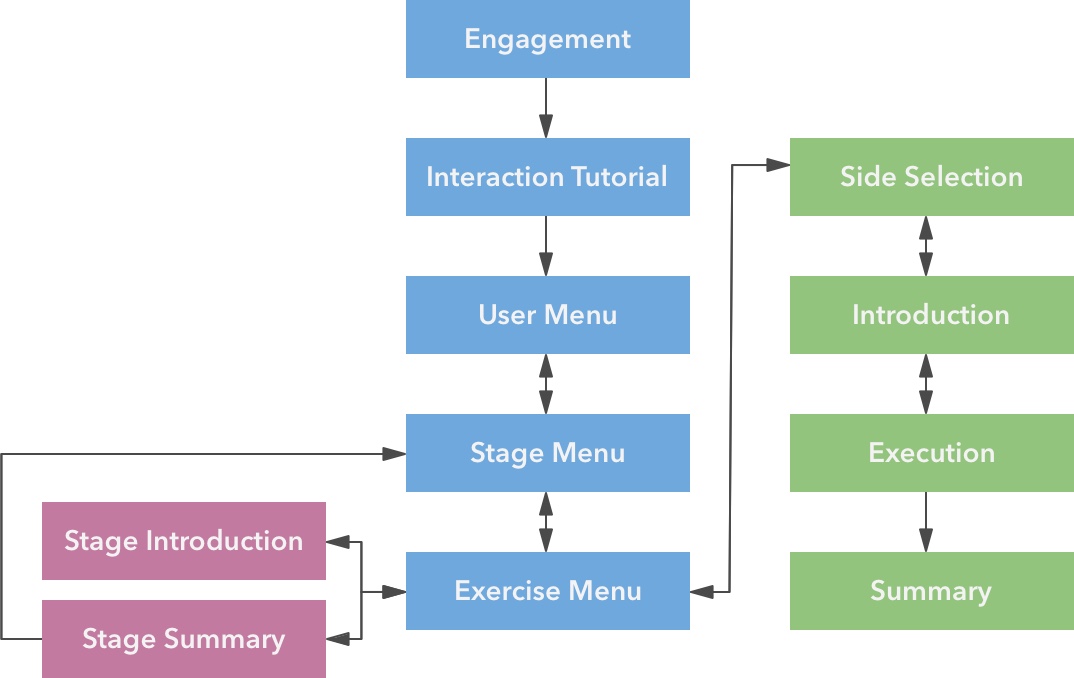 Engagement
Interaction Tutorial
Side Selection
User Menu
Introduction
Stage Menu
Execution
Stage Introduction
Exercise Menu
Summary
Stage Summary